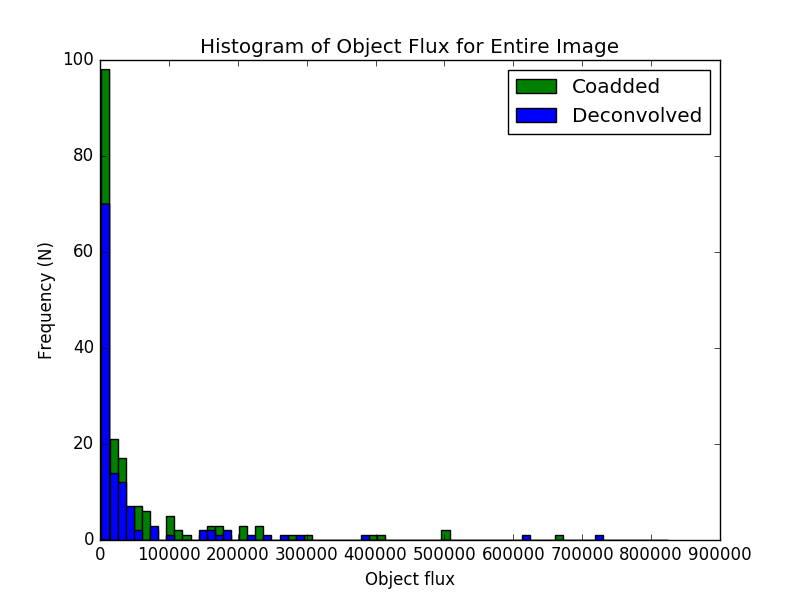 Histogram of Object Flux for Entire Image
Coadded
Deconvolved
Frequency (N)
100
80
60
40
20
0
0 100000 200000 300000 400000 500000 600000 700000 800000 900000
Object flux